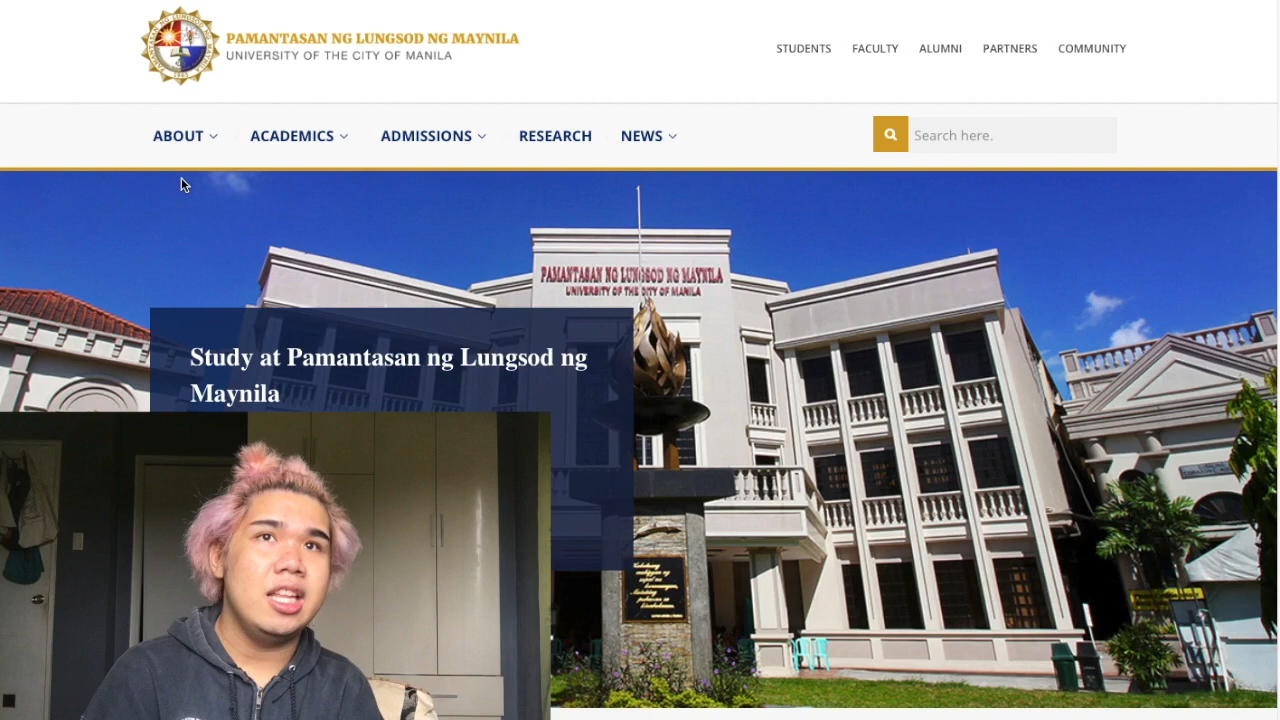 PAMANTASAN NG LUNGSOD NG MAYNILA
UNIVERSITY OF THE CITY OF MANILA
STUDENTS FACULTY ALUMNI PARTNERS COMMUNITY
ABOUT ACADEMICS ADMISSIONS RESEARCH NEWS
Search here.
PAMANTASAN NG LUNGSOD NG MAYNILA
UNIVERSITY OF THE CITY OF MANILA
Study at Pamantasan ng Lungsod ng
Maynila